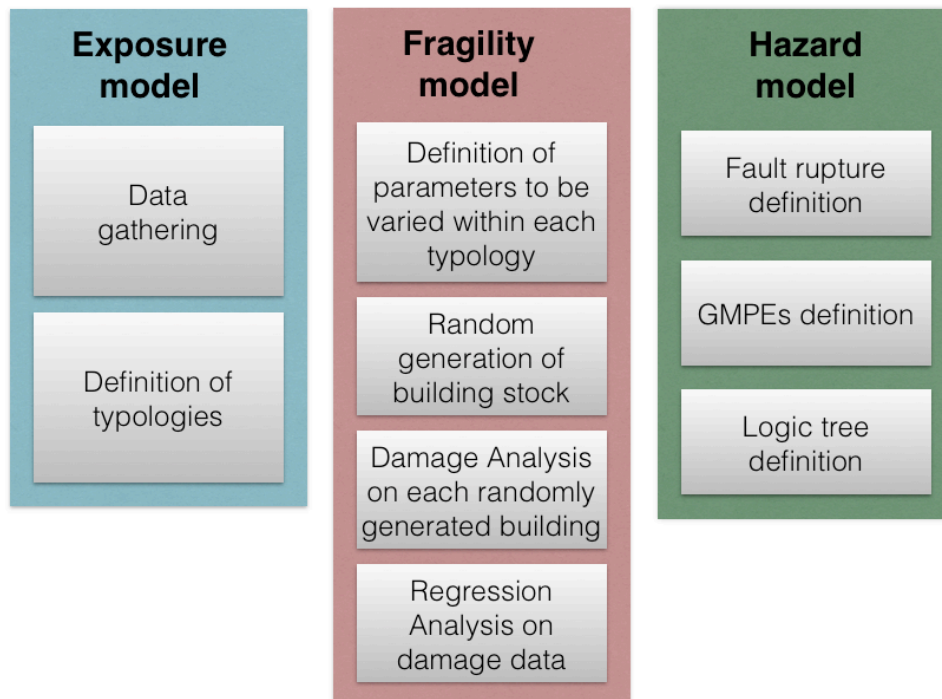 Exposure
model
Data
gathering
Definition of
typologies
Fragility
model
Definition of
parameters to be
varied within each
typology
Random
generation of
building stock
Damage Analysis
on each randomly
generated building
Regression
Analysis on
damage data
Hazard
model
Fault rupture
definition
GMPEs definition
Logic tree
definition